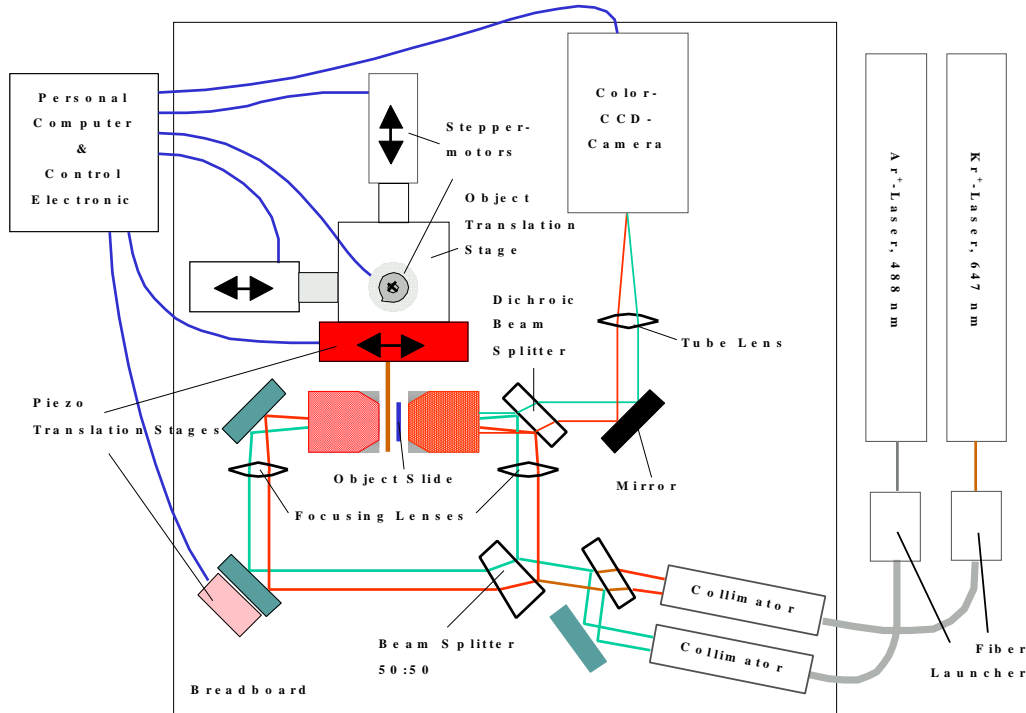 Personal
Computer
&
Control
Electronic
Stepper-
motors
Object
Translation
Stage
Color-
CCD-
Camera
Ar⁺-Laser, 488 nm
Kr⁺-Laser, 647 nm
Dichroic
Beam
Splitter
Tube Lens
Piezo
Translation Stages
Object Slide
Mirror
Focusing Lenses
Collimator
Collimator
Beam Splitter
50:50
Fiber
Launcher
Breadboard